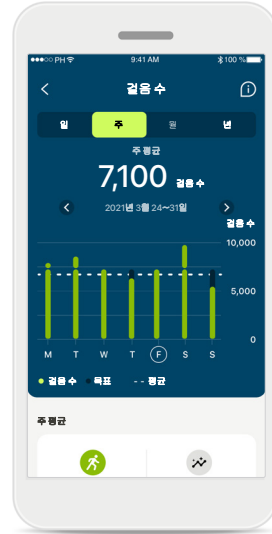 ●●●○○ PH 9:41 AM 100 %
걸음 수
일 주 월 년
주 평균
7,100 걸음 수
2021년 3월 24~31일
걸음 수
10,000
5,000
0
M T W T F S S
걸음 수 목표 -- 평균
주 평균